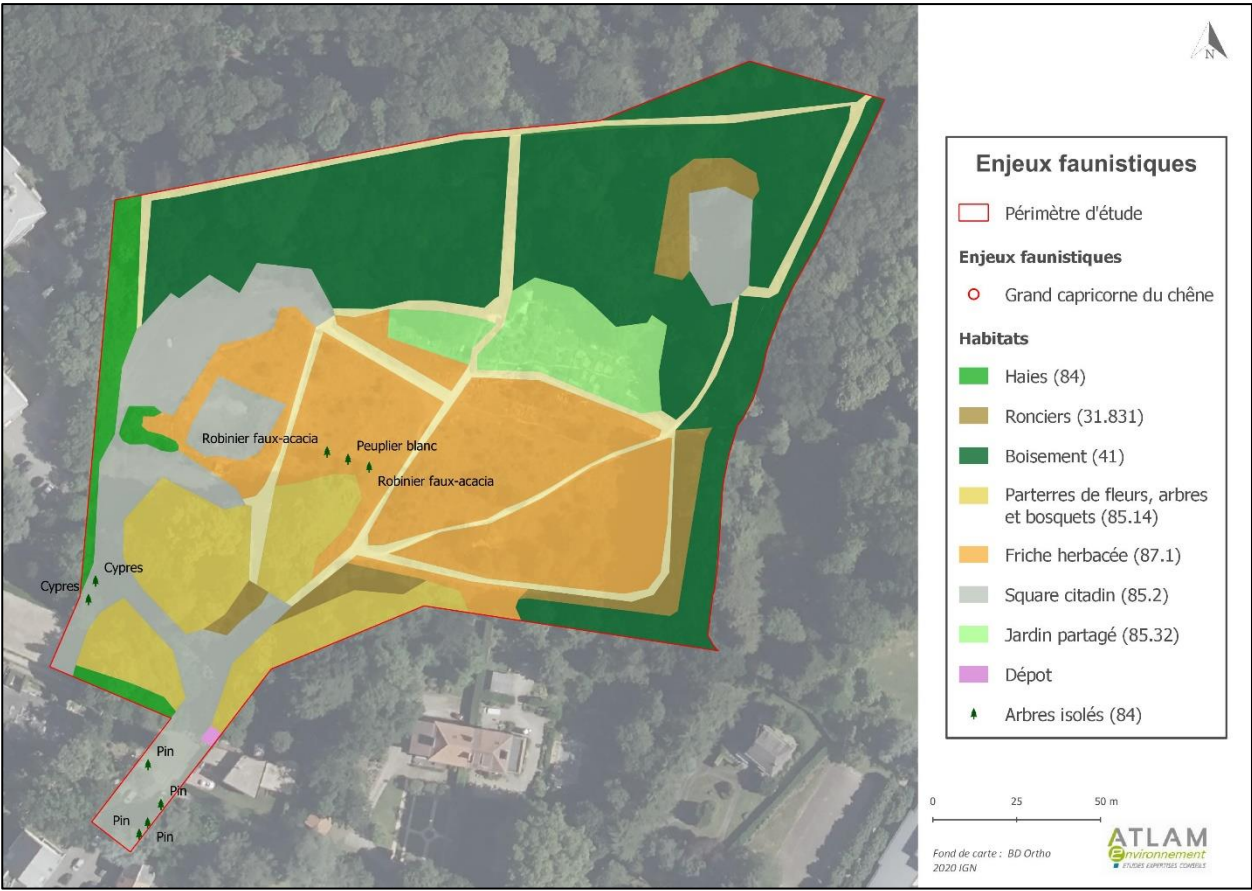 N
Enjeux faunistiques
Périmètre d'étude
Enjeux faunistiques
Grand capricorne du chêne
Habitats
Haies (84)
Ronciers (31.831)
Boisement (41)
Parterres de fleurs, arbres
et bosquets (85.14)
Friche herbacée (87.1)
Square citadin (85.2)
Jardin partagé (85.32)
Dépot
Arbres isolés (84)
Robinier faux-acacia
Peuplier blanc
Robinier faux-acacia
Cypres
Cypres
Pin
Pin
Pin
Pin
0 25 50 m
Fond de carte : BD Ortho
2020 IGN
ATLAM
environnement
ETUDES EXPERTISES CONSEILS